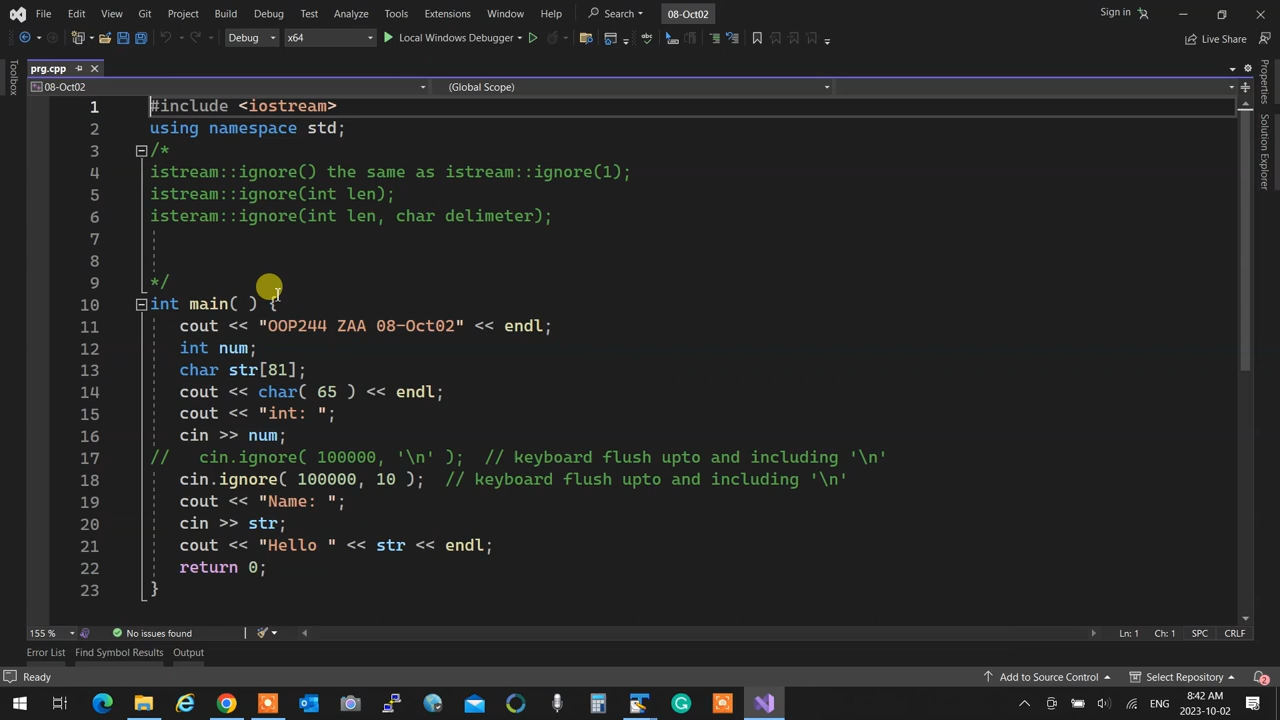 File Edit View Git Project Build Debug Test Analyze Tools Extensions Window Help Search 08-Oct02 Sign in
Debug x64 Local Windows Debugger Live Share
prg.cpp
08-Oct02 (Global Scope)
Toolbox
Properties
Solution Explorer
1 #include <iostream>
2 using namespace std;
3 /*
4 istream::ignore() the same as istream::ignore(1);
5 istream::ignore(int len);
6 isteram::ignore(int len, char delimeter);
7
8
9 */
10 int main( ) {
11 cout << "OOP244 ZAA 08-Oct02" << endl;
12 int num;
13 char str[81];
14 cout << char( 65 ) << endl;
15 cout << "int: ";
16 cin >> num;
17 // cin.ignore( 100000, '\n' ); // keyboard flush upto and including '\n'
18 cin.ignore( 100000, 10 ); // keyboard flush upto and including '\n'
19 cout << "Name: ";
20 cin >> str;
21 cout << "Hello " << str << endl;
22 return 0;
23 }
155 % No issues found Ln: 1 Ch: 1 SPC CRLF
Error List Find Symbol Results Output
Ready Add to Source Control Select Repository 2
ENG 8:42 AM
2023-10-02